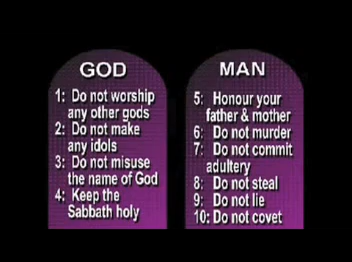 GOD
1: Do not worship
any other gods
2: Do not make
any idols
3: Do not misuse
the name of God
4: Keep the
Sabbath holy
MAN
5: Honour your
father & mother
6: Do not murder
7: Do not commit
adultery
8: Do not steal
9: Do not lie
10: Do not covet